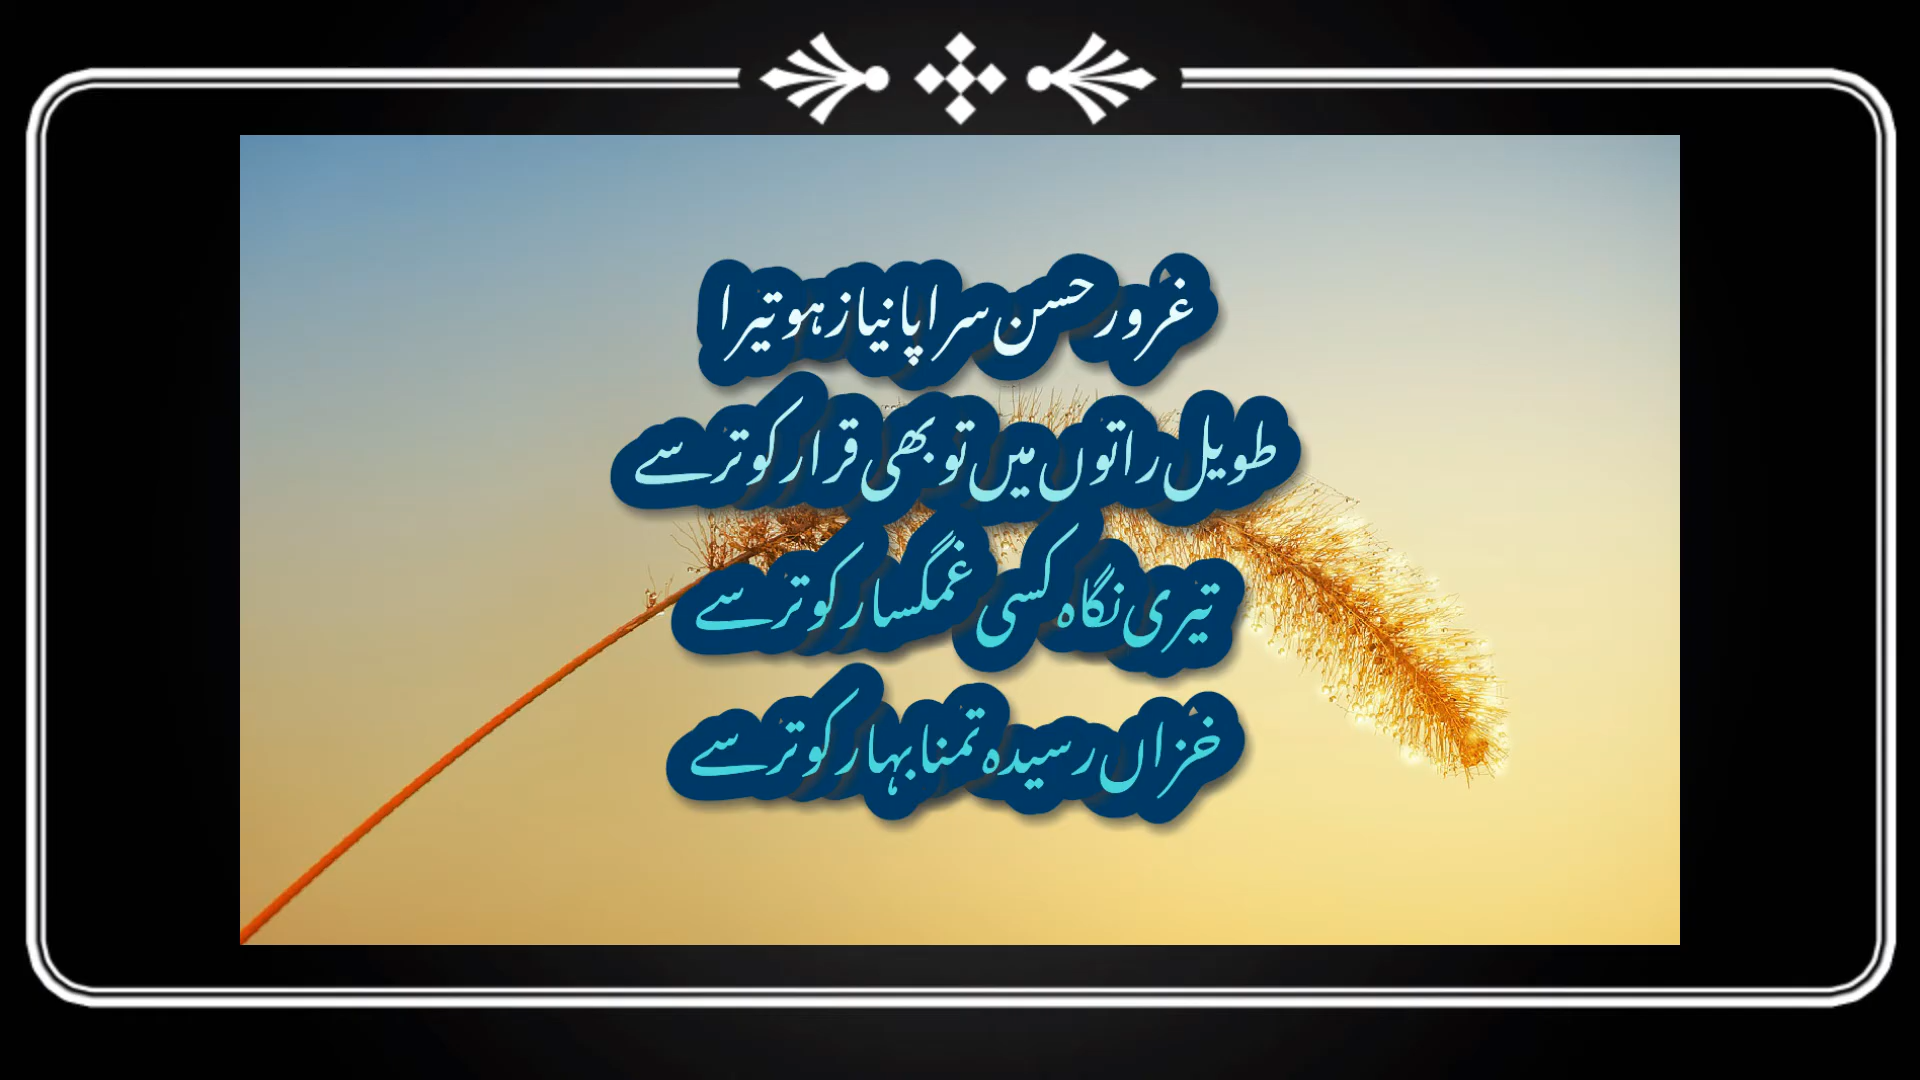 غرور حسن سراپا نیاز ہو تیرا
طویل راتوں میں تو بھی قرار کو ترسے
تیری نگاہ کسی غمگسار کو ترسے
خزاں رسیدہ تمنا بہار کو ترسے